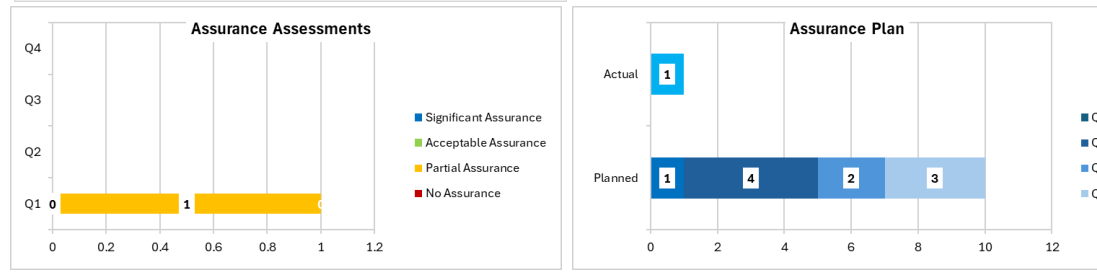 Assurance Assessments
Q4
Q3
Q2
Q1
0
1
0
0.2
0.4
0.6
0.8
1
1.2
Significant Assurance
Acceptable Assurance
Partial Assurance
No Assurance
Assurance Plan
Actual
1
Planned
1
4
2
3
0
2
4
6
8
10
12
Q
Q
Q
Q